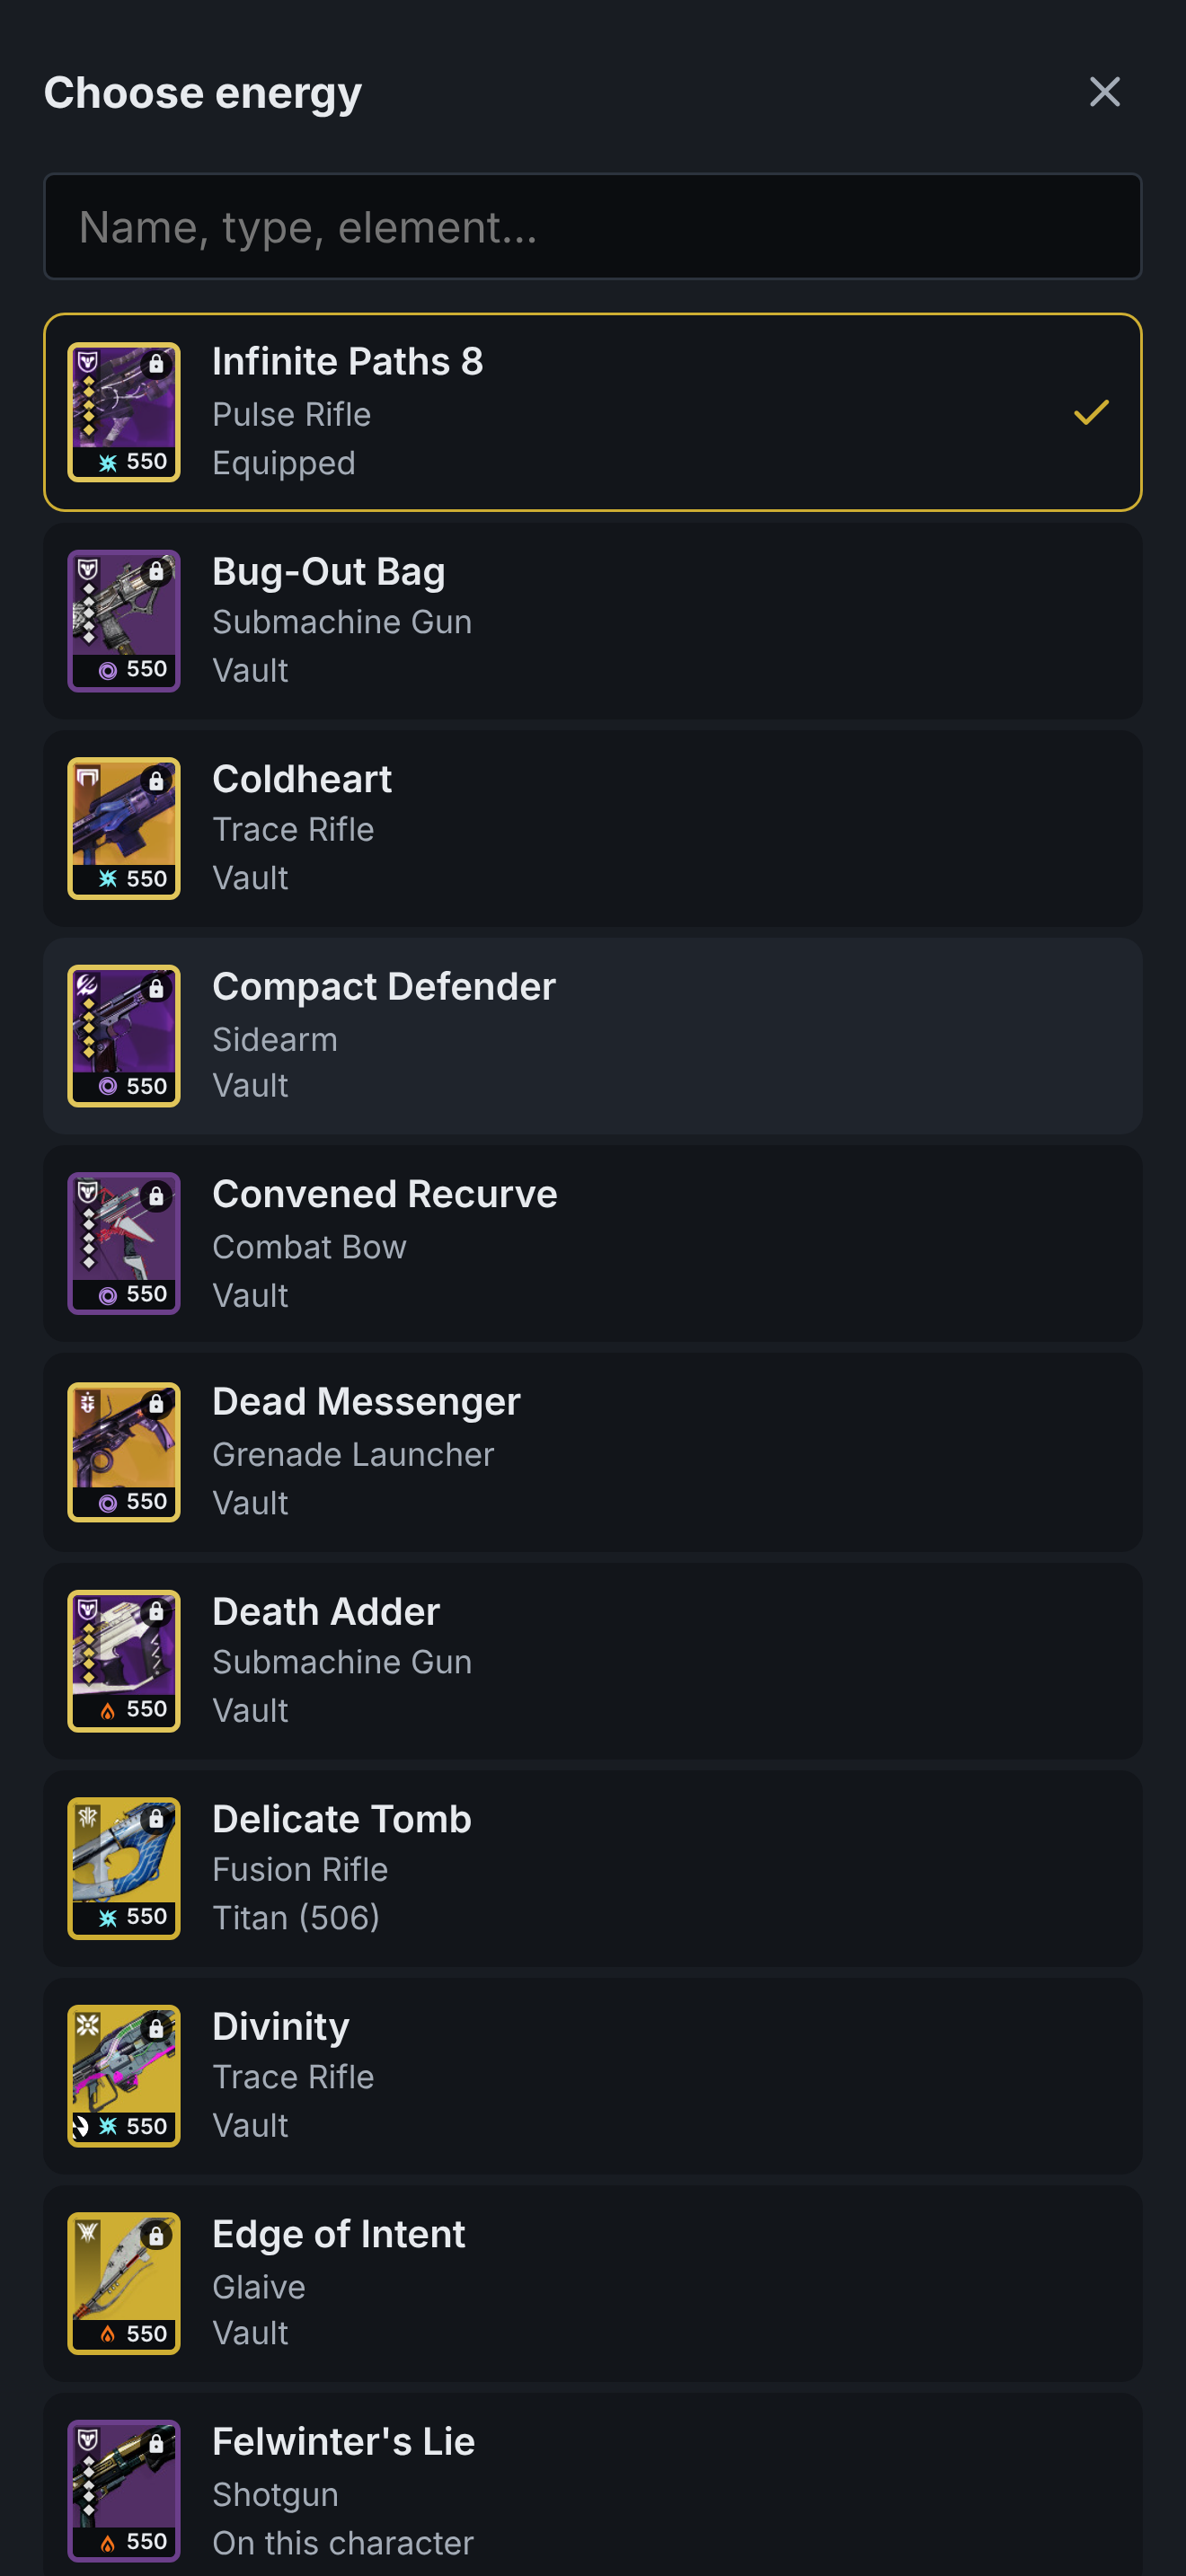 Choose energy
Name, type, element...
Infinite Paths 8
Pulse Rifle
550
Equipped
Bug-Out Bag
Submachine Gun
550
Vault
Coldheart
Trace Rifle
550
Vault
Compact Defender
Sidearm
550
Vault
Convened Recurve
Combat Bow
550
Vault
Dead Messenger
Grenade Launcher
550
Vault
Death Adder
Submachine Gun
550
Vault
Delicate Tomb
Fusion Rifle
550
Titan (506)
Divinity
Trace Rifle
550
Vault
Edge of Intent
Glaive
550
Vault
Felwinter's Lie
Shotgun
550
On this character